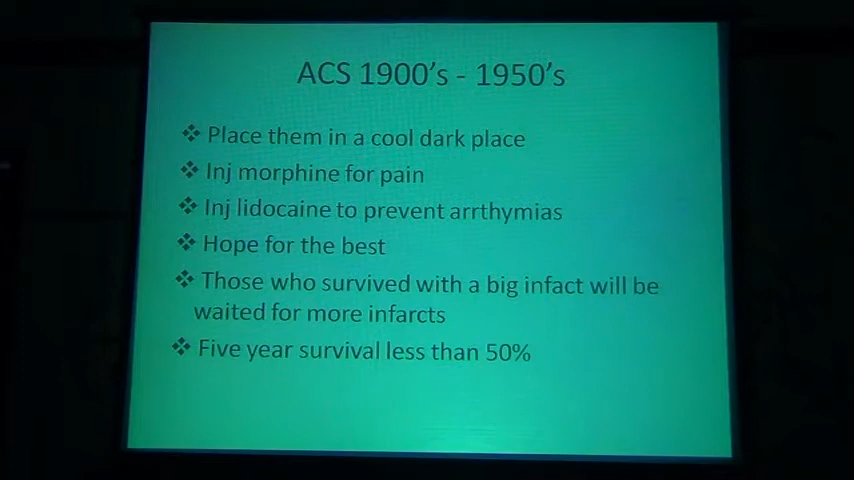 ACS 1900's - 1950's
❖ Place them in a cool dark place
❖ Inj morphine for pain
❖ Inj lidocaine to prevent arrthymias
❖ Hope for the best
❖ Those who survived with a big infact will be
waited for more infarcts
❖ Five year survival less than 50%